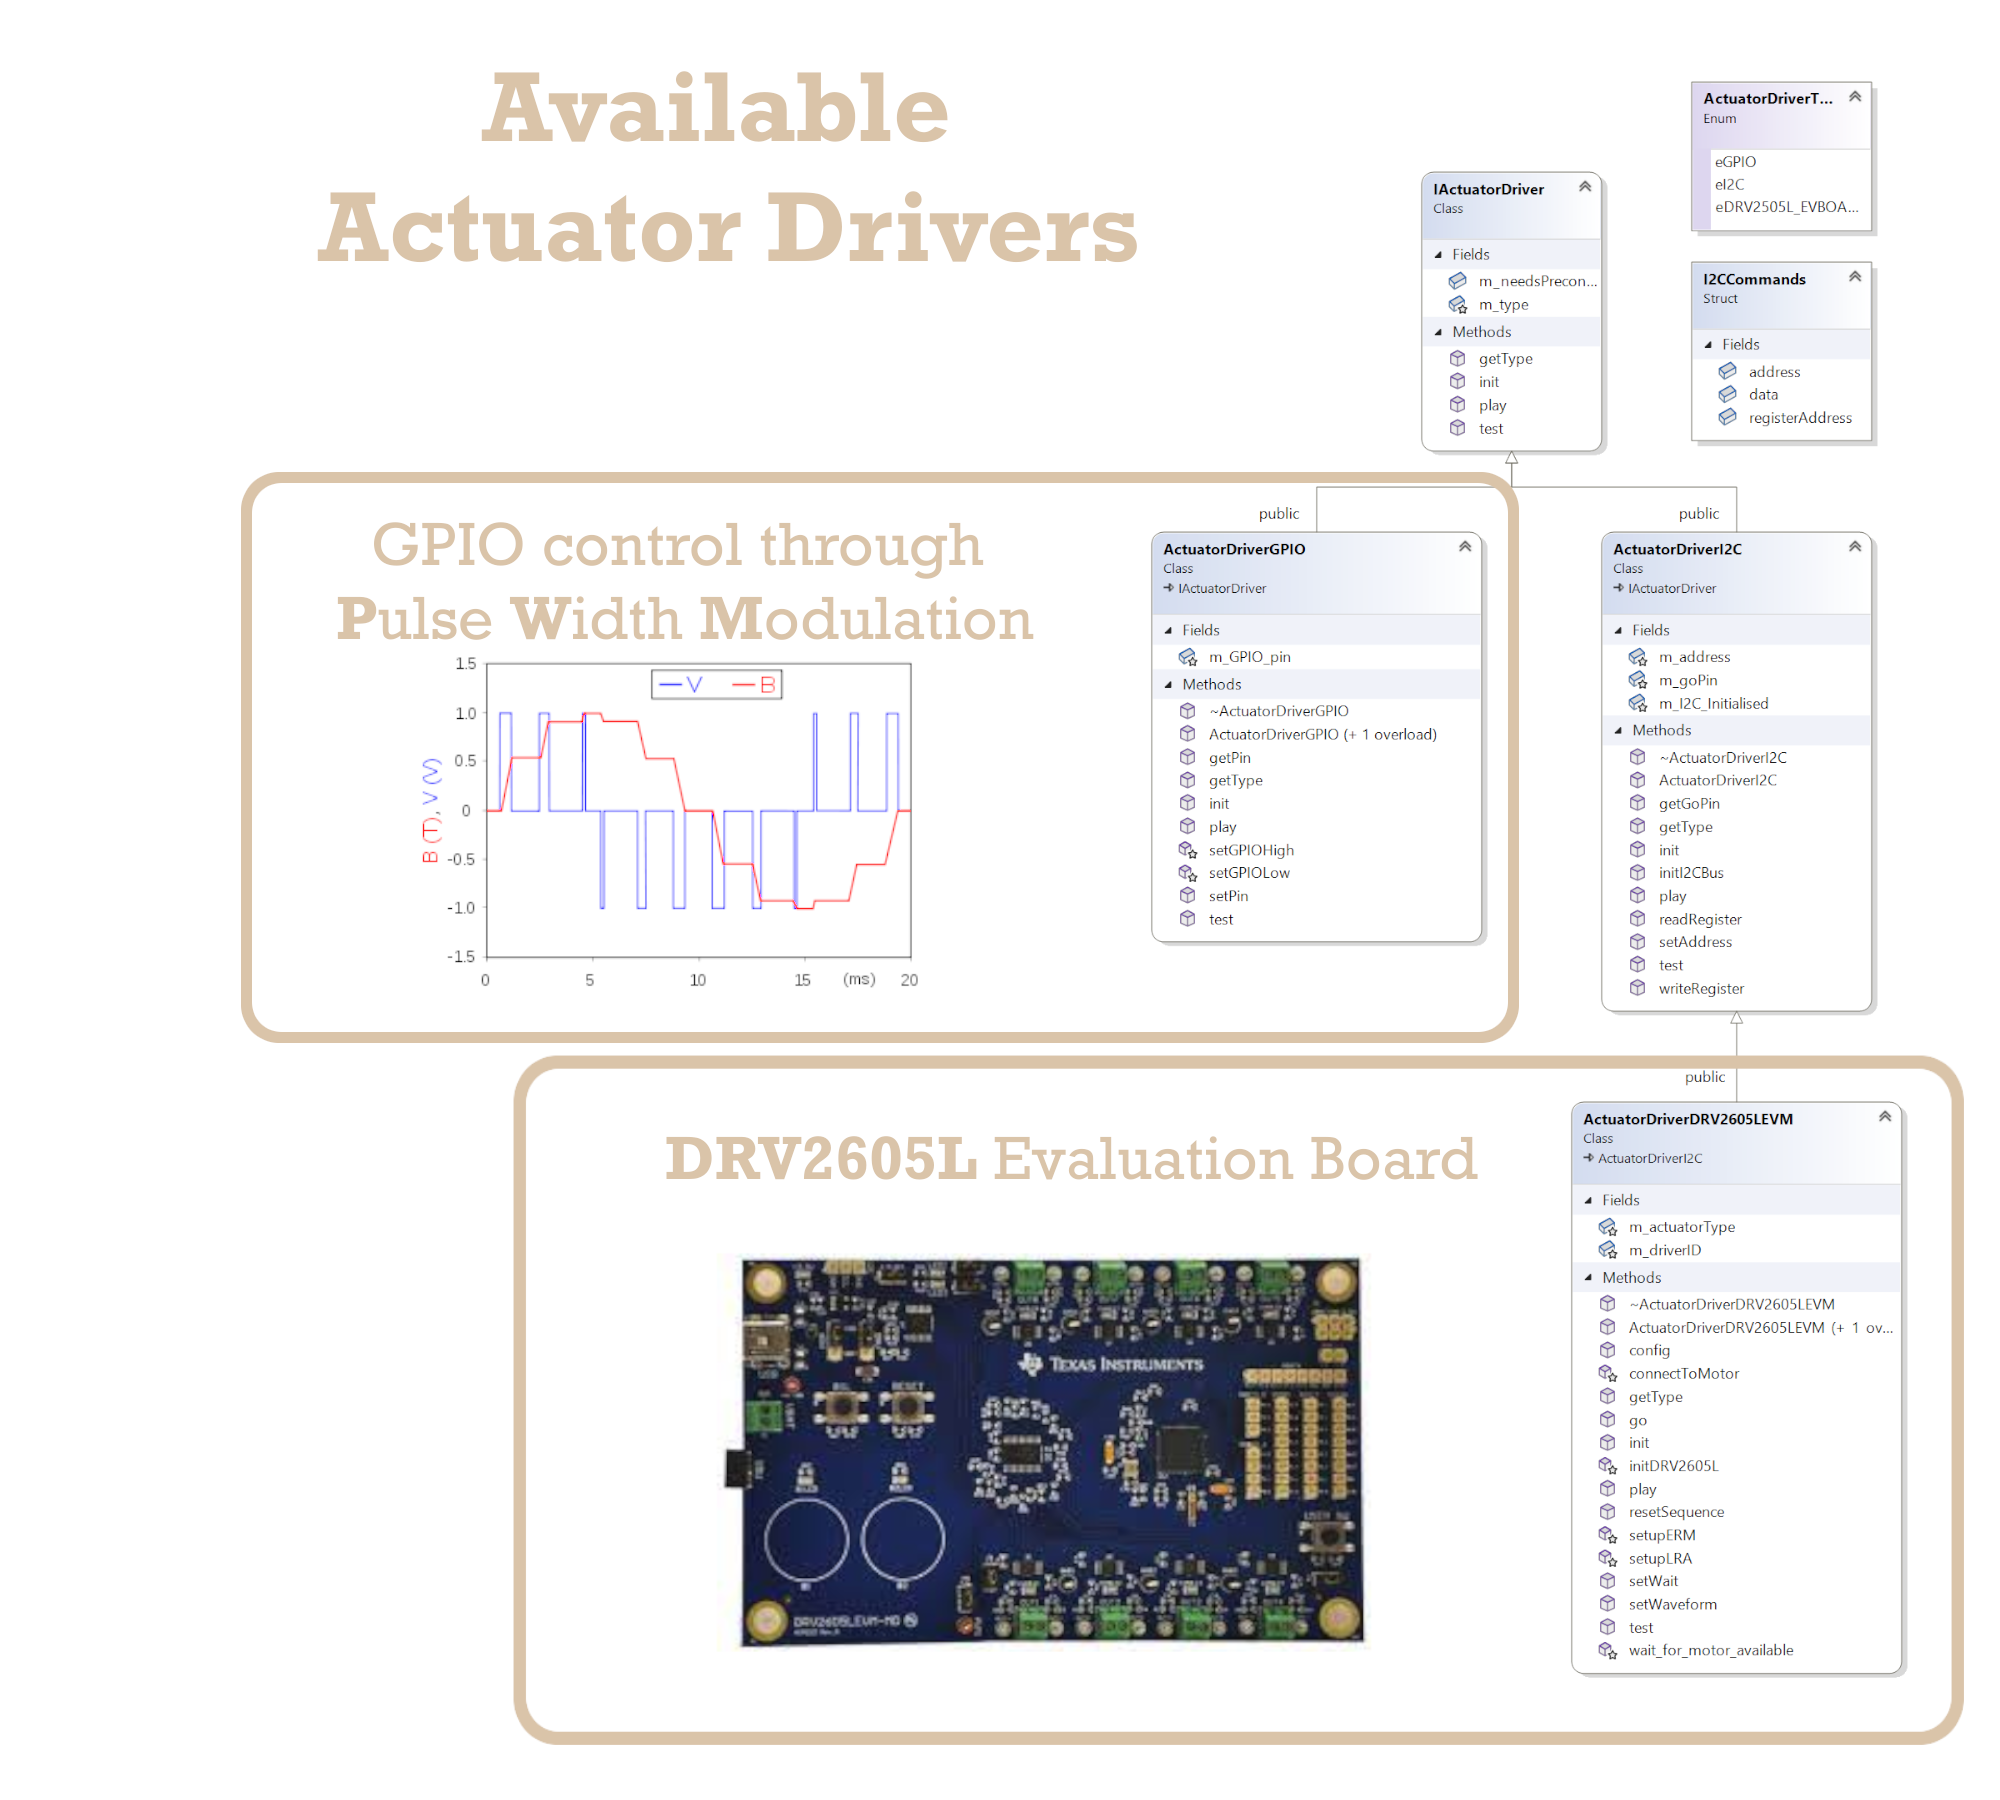 Available
Actuator Drivers
ActuatorDriverT...
Enum
eGPIO
eI2C
eDRV2505L_EVBOA...
IActuatorDriver
Class
Fields
m_needsPrecon...
m_type
Methods
getType
init
play
test
I2CCommands
Struct
Fields
address
data
registerAddress
GPIO control through
Pulse Width Modulation
1.5
1.0
0.5
0
-0.5
-1.0
-1.5
B (T), V (V)
V B
0 5 10 15 (ms) 20
public
ActuatorDriverGPIO
Class
IActuatorDriver
Fields
m_GPIO_pin
Methods
~ActuatorDriverGPIO
ActuatorDriverGPIO (+ 1 overload)
getPin
getType
init
play
setGPIOHigh
setGPIOLow
setPin
test
public
ActuatorDriverI2C
Class
IActuatorDriver
Fields
m_address
m_goPin
m_I2C_Initialised
Methods
~ActuatorDriverI2C
ActuatorDriverI2C
getGoPin
getType
init
initI2CBus
play
readRegister
setAddress
test
writeRegister
public
DRV2605L Evaluation Board
TEXAS INSTRUMENTS
RESET
DRV2605LEVM-MD
ActuatorDriverDRV2605LEVM
Class
ActuatorDriverI2C
Fields
m_actuatorType
m_driverID
Methods
~ActuatorDriverDRV2605LEVM
ActuatorDriverDRV2605LEVM (+ 1 ov...
config
connectToMotor
getType
go
init
initDRV2605L
play
resetSequence
setupERM
setupLRA
setWait
setWaveform
test
wait_for_motor_available